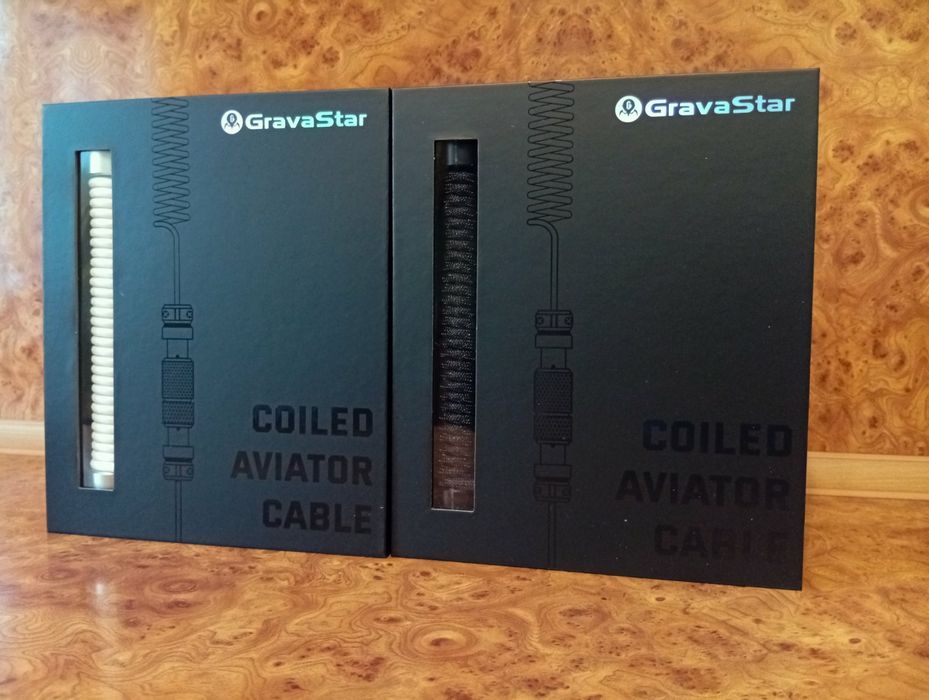 GravaStar
COILED
AVIATOR
CABLE
GravaStar
COILED
AVIATOR
CABLE